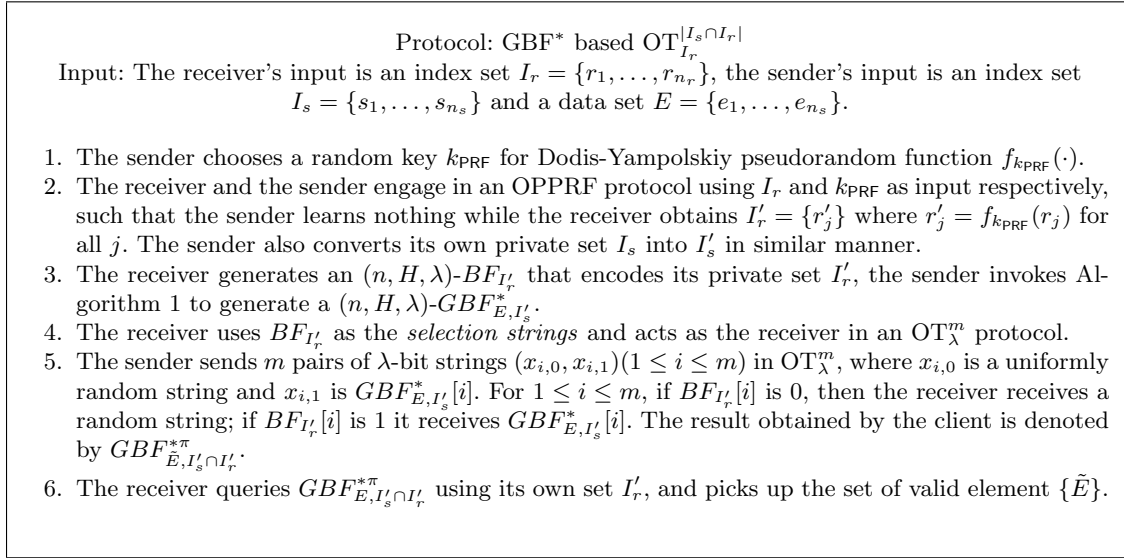 Protocol: GBF* based OT_{I_r}^{|I_s∩I_r|}
Input: The receiver's input is an index set I_r = {r_1, . . . , r_{n_r}}, the sender's input is an index set
I_s = {s_1, . . . , s_{n_s}} and a data set E = {e_1, . . . , e_{n_s}}.
1. The sender chooses a random key k_{PRF} for Dodis-Yampolskiy pseudorandom function f_{k_{PRF}}(·).
2. The receiver and the sender engage in an OPPRF protocol using I_r and k_{PRF} as input respectively,
such that the sender learns nothing while the receiver obtains I'_r = {r'_j} where r'_j = f_{k_{PRF}}(r_j) for
all j. The sender also converts its own private set I_s into I'_s in similar manner.
3. The receiver generates an (n, H, λ)-BF_{I'_r} that encodes its private set I'_r, the sender invokes Al-
gorithm 1 to generate a (n, H, λ)-GBF*_{E,I'_s}.
4. The receiver uses BF_{I'_r} as the selection strings and acts as the receiver in an OT_λ^m protocol.
5. The sender sends m pairs of λ-bit strings (x_{i,0}, x_{i,1})(1 ≤ i ≤ m) in OT_λ^m, where x_{i,0} is a uniformly
random string and x_{i,1} is GBF*_{E,I'_s}[i]. For 1 ≤ i ≤ m, if BF_{I'_r}[i] is 0, then the receiver receives a
random string; if BF_{I'_r}[i] is 1 it receives GBF*_{E,I'_s}[i]. The result obtained by the client is denoted
by GBF^{*π}_{Ẽ,I'_s∩I'_r}.
6. The receiver queries GBF^{*π}_{E,I'_s∩I'_r} using its own set I'_r, and picks up the set of valid element {Ẽ}.